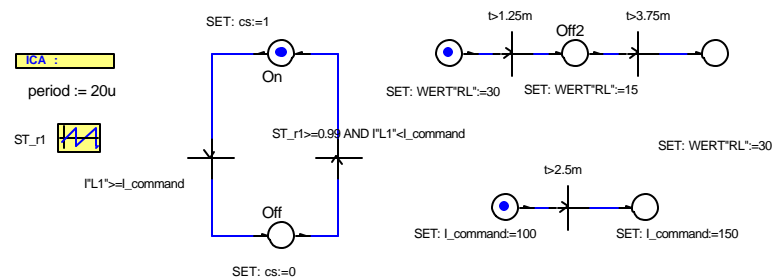 SET: cs:=1
t>1.25m
t>3.75m
Off2
ICA :
On
period := 20u
SET: WERT"RL":=30
SET: WERT"RL":=15
ST_r1
ST_r1>=0.99 AND I"L1"<I_command
SET: WERT"RL":=30
t>2.5m
I"L1">=I_command
Off
SET: I_command:=100
SET: I_command:=150
SET: cs:=0